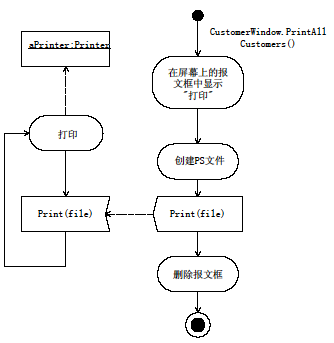 CustomerWindow.PrintAll
Customers()
aPrinter:Printer
在屏幕上的报
文框中显示
"打印"
打印
创建PS文件
Print(file)
Print(file)
删除报文框